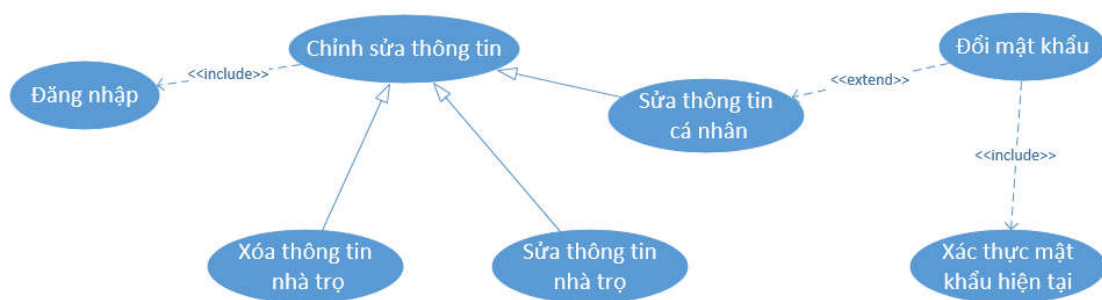 Chỉnh sửa thông tin
Đổi mật khẩu
<<include>>
<<extend>>
Đăng nhập
Sửa thông tin
cá nhân
<<include>>
Xóa thông tin
nhà trọ
Sửa thông tin
nhà trọ
Xác thực mật
khẩu hiện tại